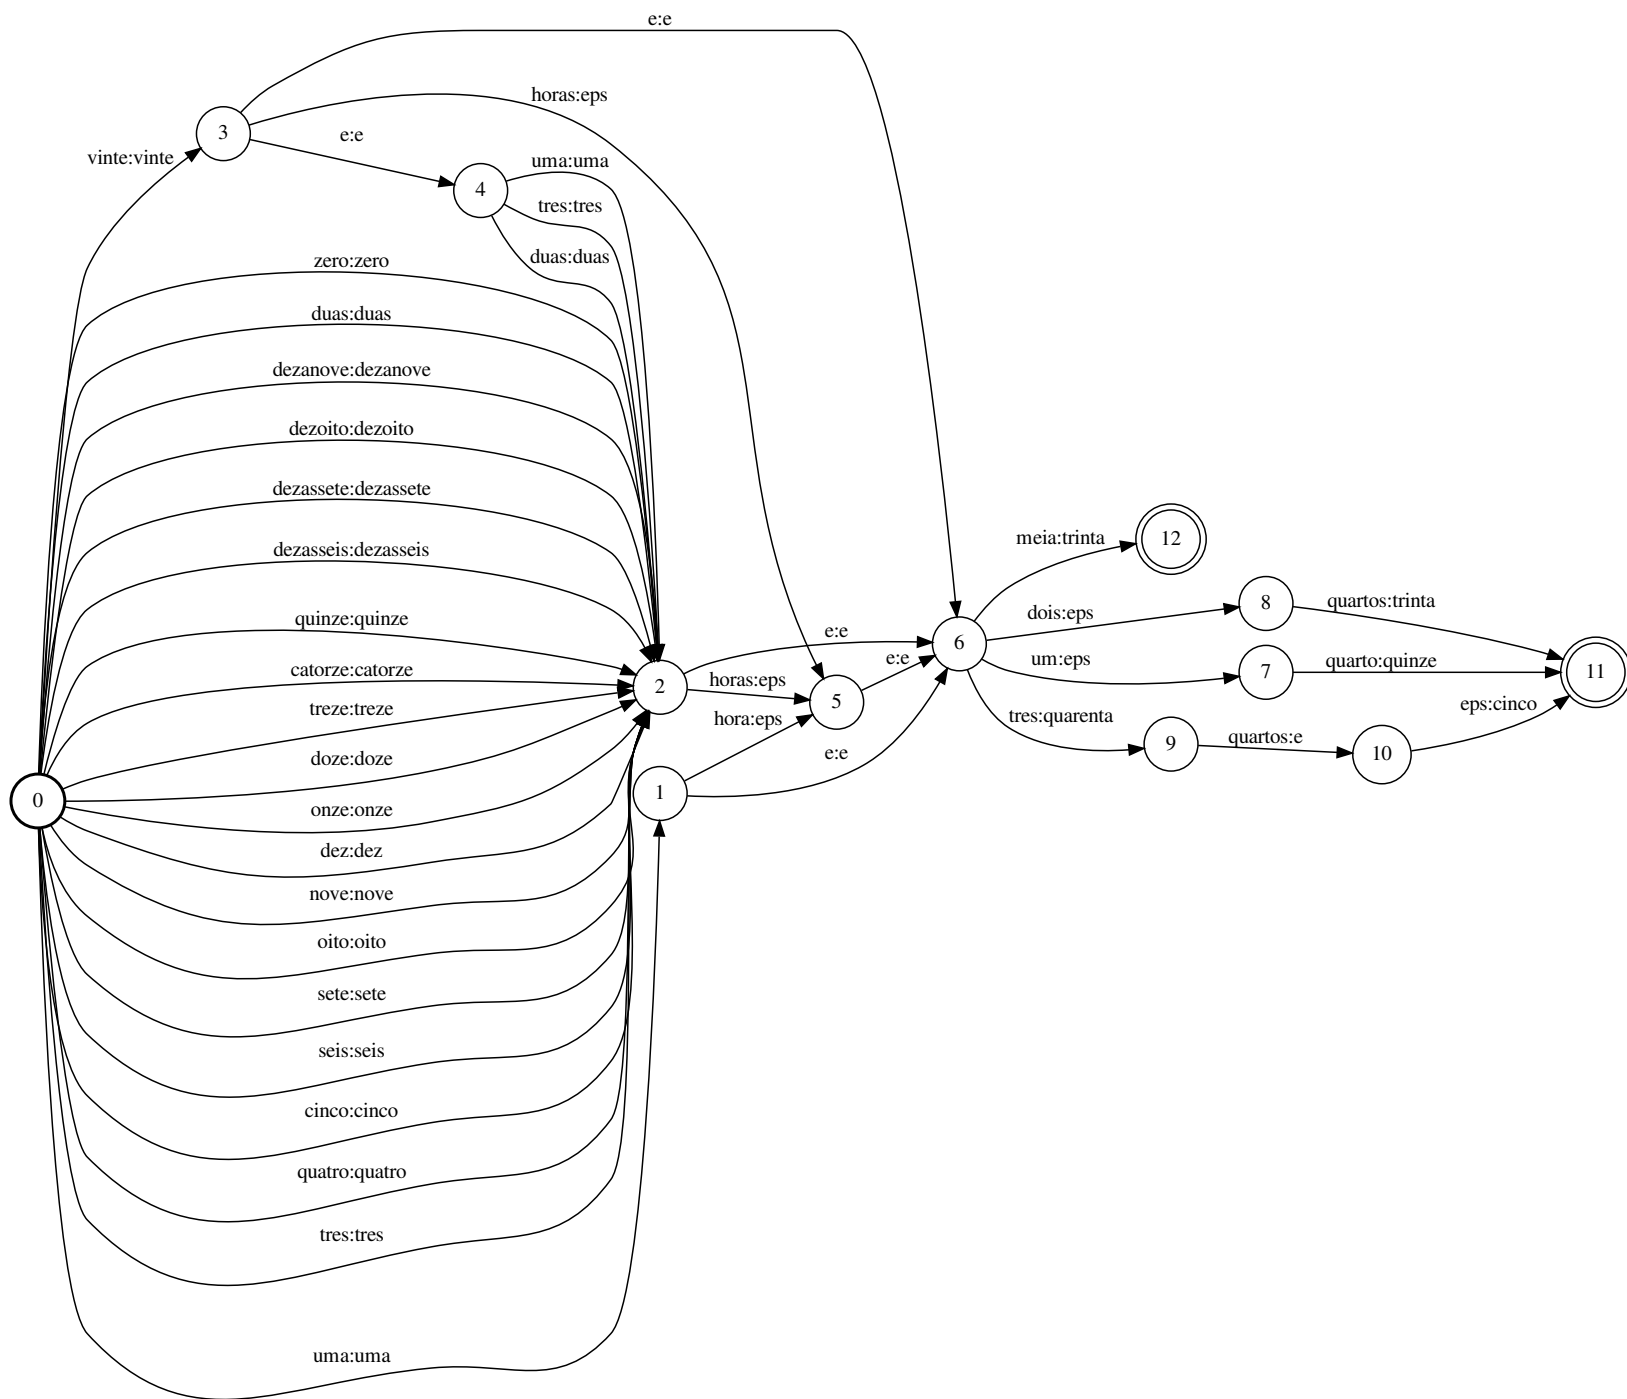 e:e
horas:eps
3
e:e
vinte:vinte
uma:uma
4
tres:tres
duas:duas
zero:zero
duas:duas
dezanove:dezanove
dezoito:dezoito
dezassete:dezassete
dezasseis:dezasseis
quinze:quinze
catorze:catorze
treze:treze
doze:doze
onze:onze
dez:dez
nove:nove
oito:oito
sete:sete
seis:seis
cinco:cinco
quatro:quatro
tres:tres
uma:uma
0
2
1
e:e
horas:eps
hora:eps
e:e
5
e:e
6
meia:trinta
12
dois:eps
8
quartos:trinta
um:eps
7
quarto:quinze
11
tres:quarenta
9
quartos:e
10
eps:cinco